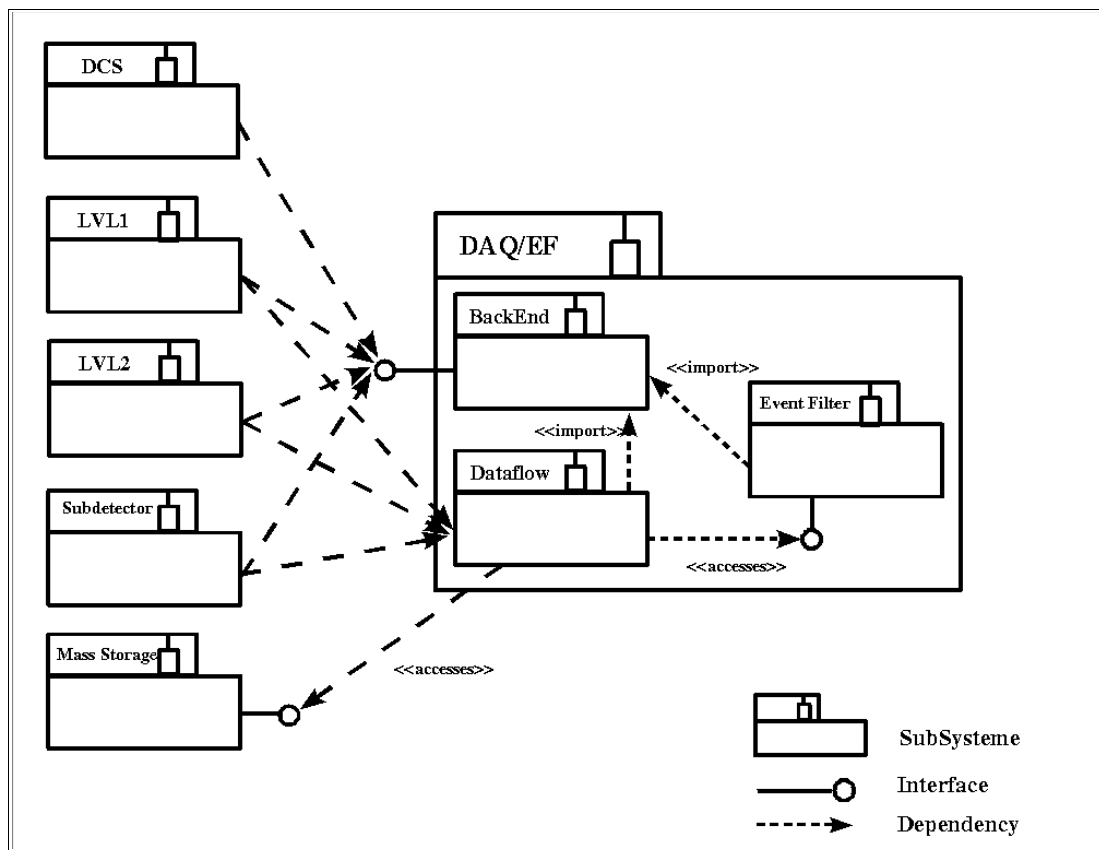 DCS
LVL1
DAQ/EF
BackEnd
LVL2
<<import>>
Event Filter
<<import>>
Dataflow
Subdetector
<<accesses>>
Mass Storage
<<accesses>>
SubSysteme
Interface
Dependency